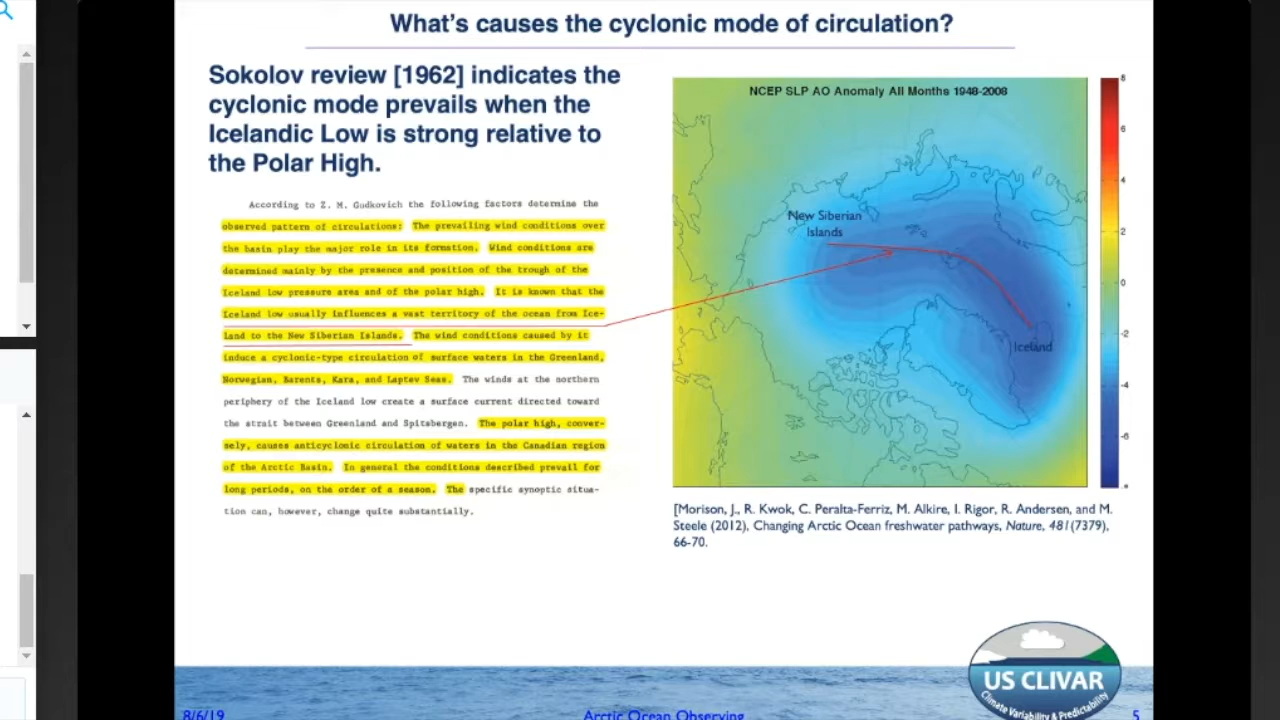 What's causes the cyclonic mode of circulation?
Sokolov review [1962] indicates the
cyclonic mode prevails when the
Icelandic Low is strong relative to
the Polar High.
According to Z. M. Gudkovich the following factors determine the
observed pattern of circulations: The prevailing wind conditions over
the basin play the major role in its formation. Wind conditions are
determined mainly by the presence and position of the trough of the
Iceland low pressure area and of the polar high. It is known that the
Iceland low usually influences a vast territory of the ocean from Ice-
land to the New Siberian Islands. The wind conditions caused by it
induce a cyclonic-type circulation of surface waters in the Greenland,
Norwegian, Barents, Kara, and Laptev Seas. The winds at the northern
periphery of the Iceland low create a surface current directed toward
the strait between Greenland and Spitsbergen. The polar high, conver-
sely, causes anticyclonic circulation of waters in the Canadian region
of the Arctic Basin. In general the conditions described prevail for
long periods, on the order of a season. The specific synoptic situa-
tion can, however, change quite substantially.
NCEP SLP AO Anomaly All Months 1948-2008
New Siberian
Islands
Iceland
8
6
4
2
0
-2
-4
-6
[Morison, J., R. Kwok, C. Peralta-Ferriz, M. Alkire, I. Rigor, R. Andersen, and M.
Steele (2012), Changing Arctic Ocean freshwater pathways, Nature, 481(7379),
66-70.
US CLIVAR
Climate Variability & Predictability
8/6/19
Arctic Ocean Observing
5